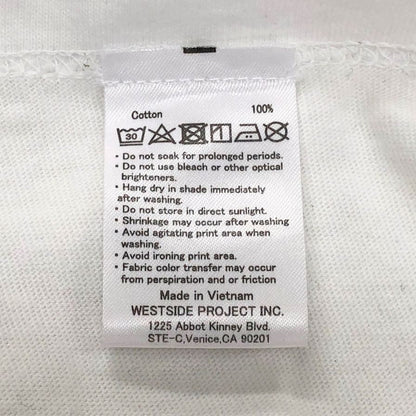 Cotton 100%
30
• Do not soak for prolonged periods.
• Do not use bleach or other optical
brighteners.
• Hang dry in shade immediately
after washing.
• Do not store in direct sunlight.
• Shrinkage may occur after washing
• Avoid agitating print area when
washing.
• Avoid ironing print area.
• Fabric color transfer may occur
from perspiration and or friction
Made in Vietnam
WESTSIDE PROJECT INC.
1225 Abbot Kinney Blvd.
STE-C,Venice,CA 90201